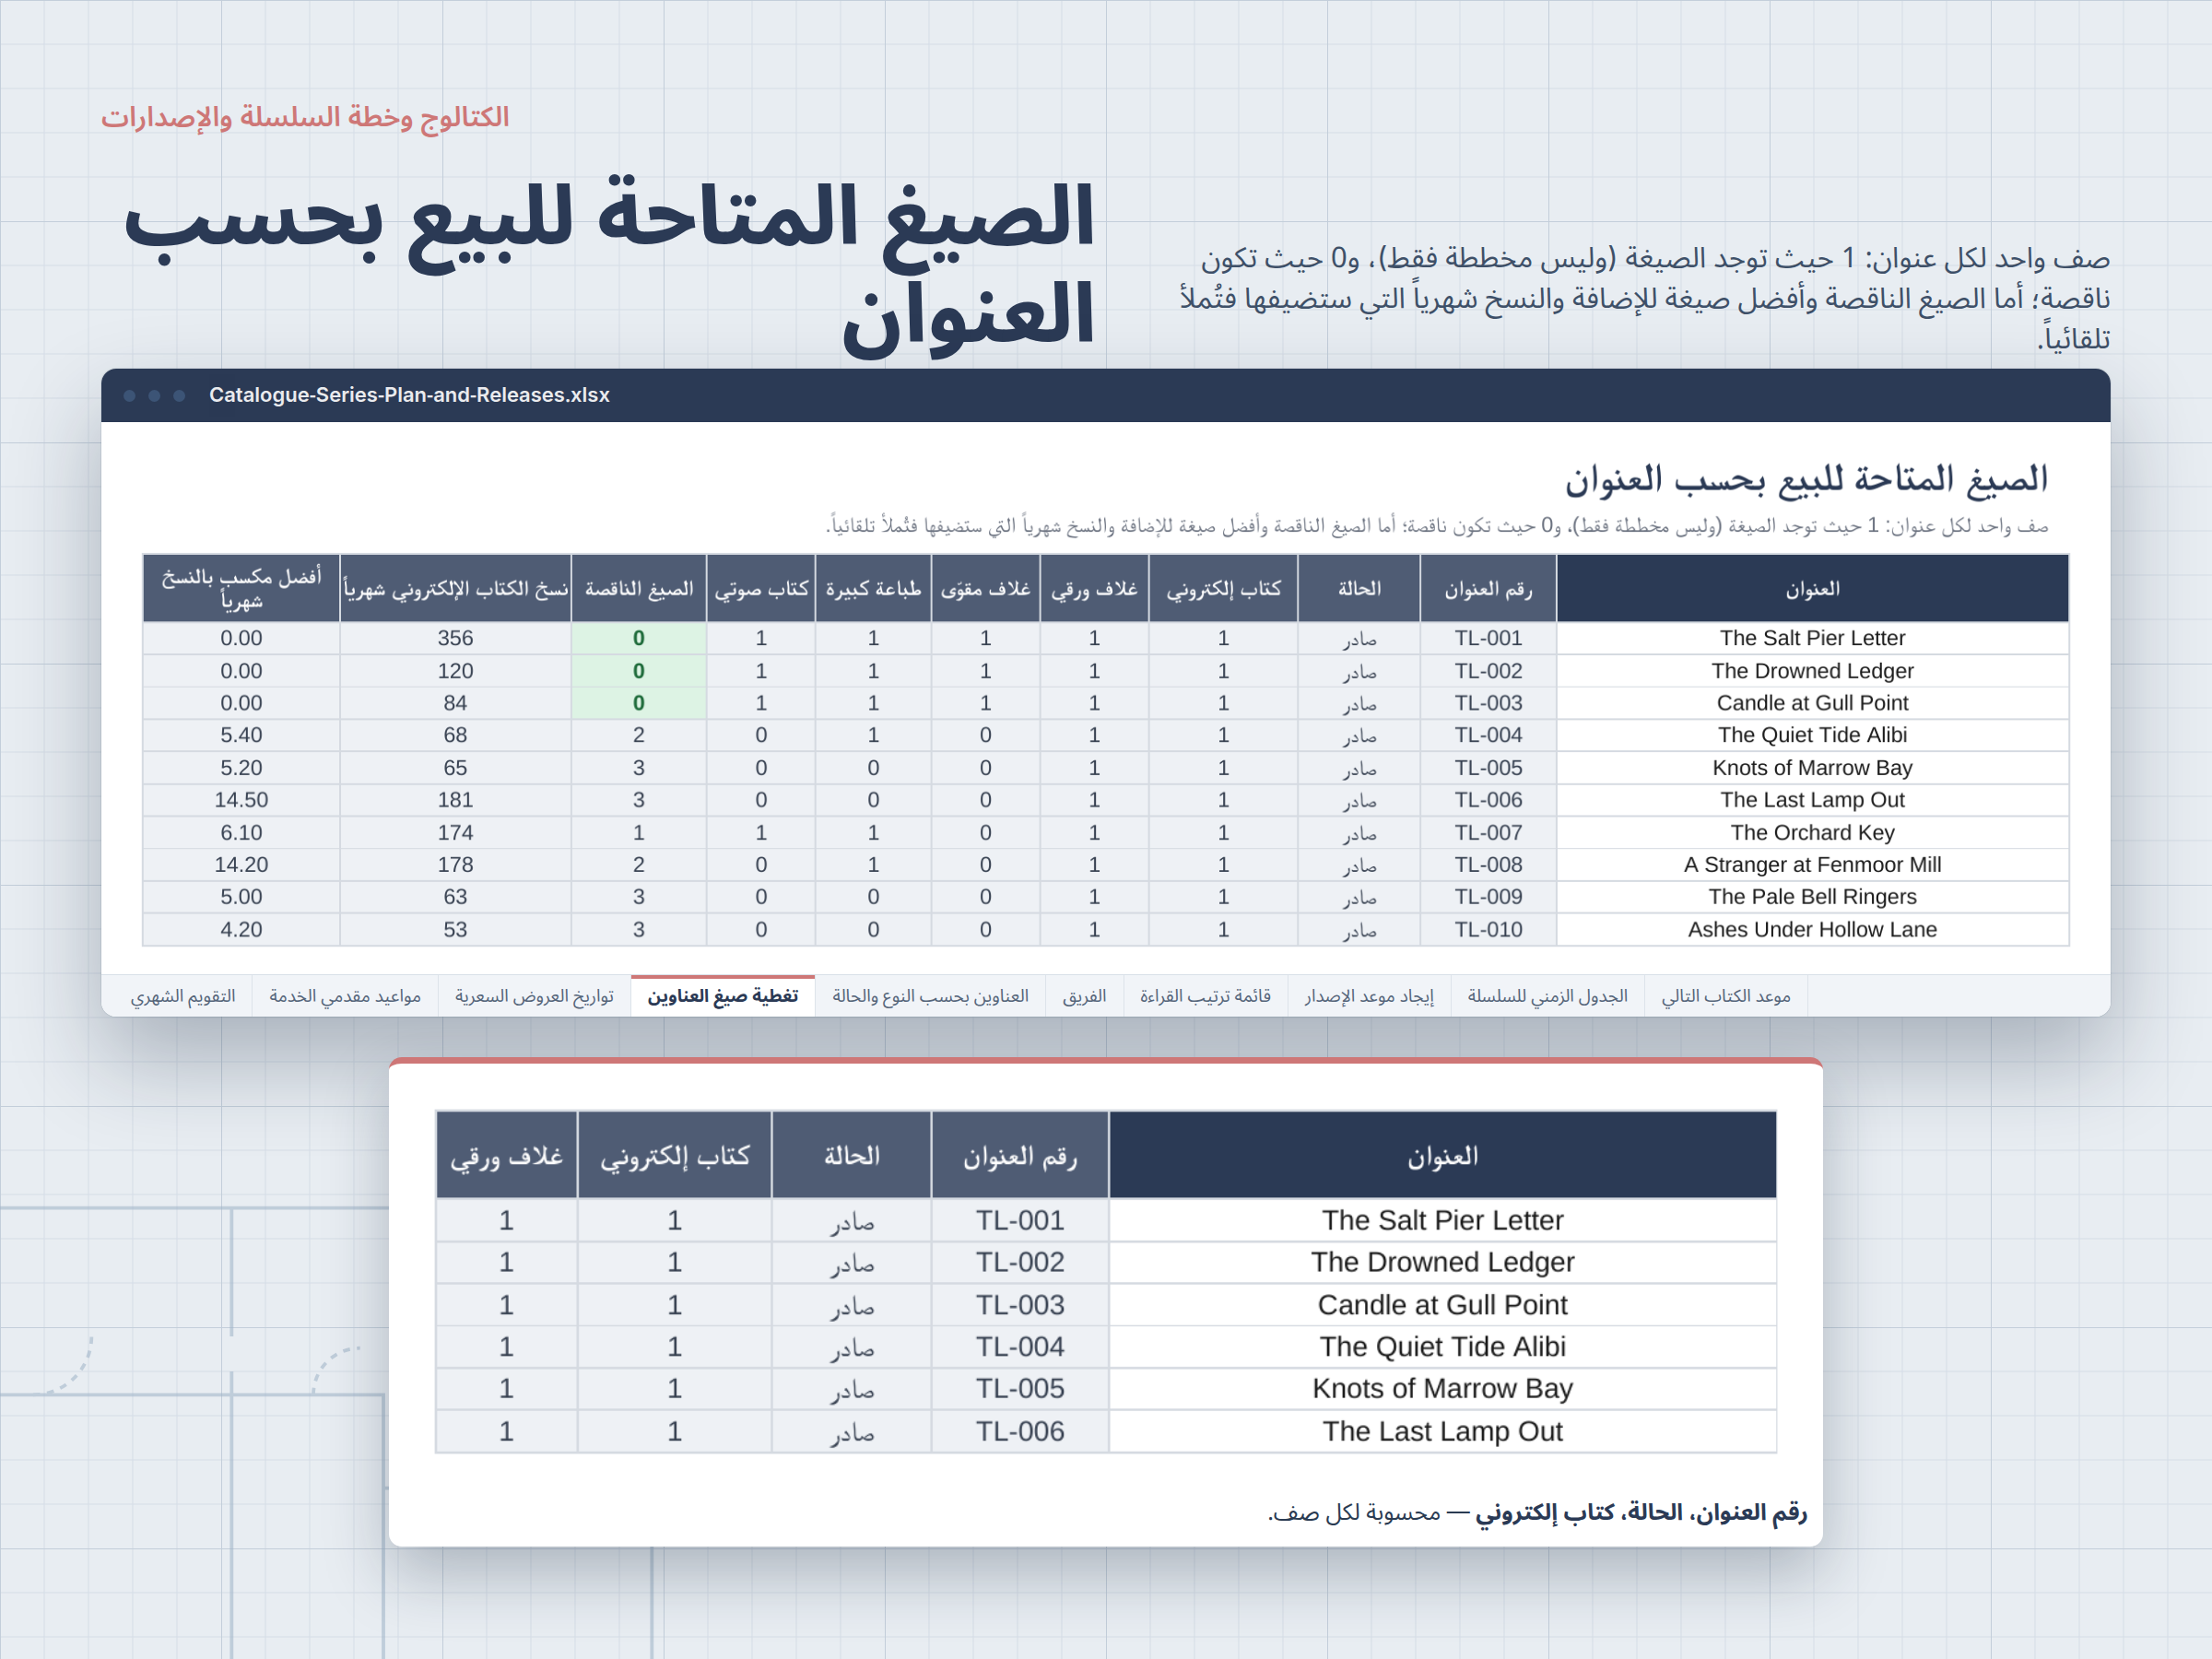 الكتالوج وخطة السلسلة والإصدارات
الصيغ المتاحة للبيع بحسب
العنوان
صف واحد لكل عنوان: 1 حيث توجد الصيغة (وليس مخططة فقط)، و0 حيث تكون
ناقصة؛ أما الصيغ الناقصة وأفضل صيغة للإضافة والنسخ شهرياً التي ستضيفها فتُملأ
تلقائياً.
Catalogue-Series-Plan-and-Releases.xlsx
الصيغ المتاحة للبيع بحسب العنوان
صف واحد لكل عنوان: 1 حيث توجد الصيغة (وليس مخططة فقط)، و0 حيث تكون ناقصة؛ أما الصيغ الناقصة وأفضل صيغة للإضافة والنسخ شهرياً التي ستضيفها فتُملأ تلقائياً.
العنوان رقم العنوان الحالة كتاب إلكتروني غلاف ورقي غلاف مقوّى طباعة كبيرة كتاب صوتي الصيغ الناقصة نسخ الكتاب الإلكتروني شهرياً أفضل مكسب بالنسخ شهرياً
The Salt Pier Letter TL-001 صادر 1 1 1 1 1 0 356 0.00
The Drowned Ledger TL-002 صادر 1 1 1 1 1 0 120 0.00
Candle at Gull Point TL-003 صادر 1 1 1 1 1 0 84 0.00
The Quiet Tide Alibi TL-004 صادر 1 1 0 1 0 2 68 5.40
Knots of Marrow Bay TL-005 صادر 1 1 0 0 0 3 65 5.20
The Last Lamp Out TL-006 صادر 1 1 0 0 0 3 181 14.50
The Orchard Key TL-007 صادر 1 1 0 1 1 1 174 6.10
A Stranger at Fenmoor Mill TL-008 صادر 1 1 0 1 0 2 178 14.20
The Pale Bell Ringers TL-009 صادر 1 1 0 0 0 3 63 5.00
Ashes Under Hollow Lane TL-010 صادر 1 1 0 0 0 3 53 4.20
موعد الكتاب التالي الجدول الزمني للسلسلة إيجاد موعد الإصدار قائمة ترتيب القراءة الفريق العناوين بحسب النوع والحالة تغطية صيغ العناوين تواريخ العروض السعرية مواعيد مقدمي الخدمة التقويم الشهري
العنوان رقم العنوان الحالة كتاب إلكتروني غلاف ورقي
The Salt Pier Letter TL-001 صادر 1 1
The Drowned Ledger TL-002 صادر 1 1
Candle at Gull Point TL-003 صادر 1 1
The Quiet Tide Alibi TL-004 صادر 1 1
Knots of Marrow Bay TL-005 صادر 1 1
The Last Lamp Out TL-006 صادر 1 1
رقم العنوان، الحالة، كتاب إلكتروني — محسوبة لكل صف.